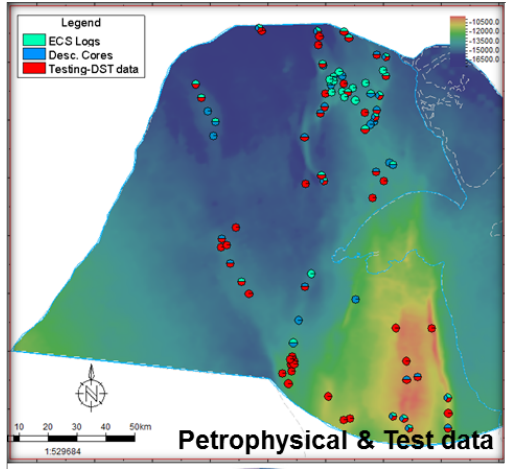 Legend
ECS Logs
Desc. Cores
Testing-DST data
-10500.0
-12000.0
-13500.0
-15000.0
-16500.0
N
10 20 30 40 50km
1:529684
Petrophysical & Test data